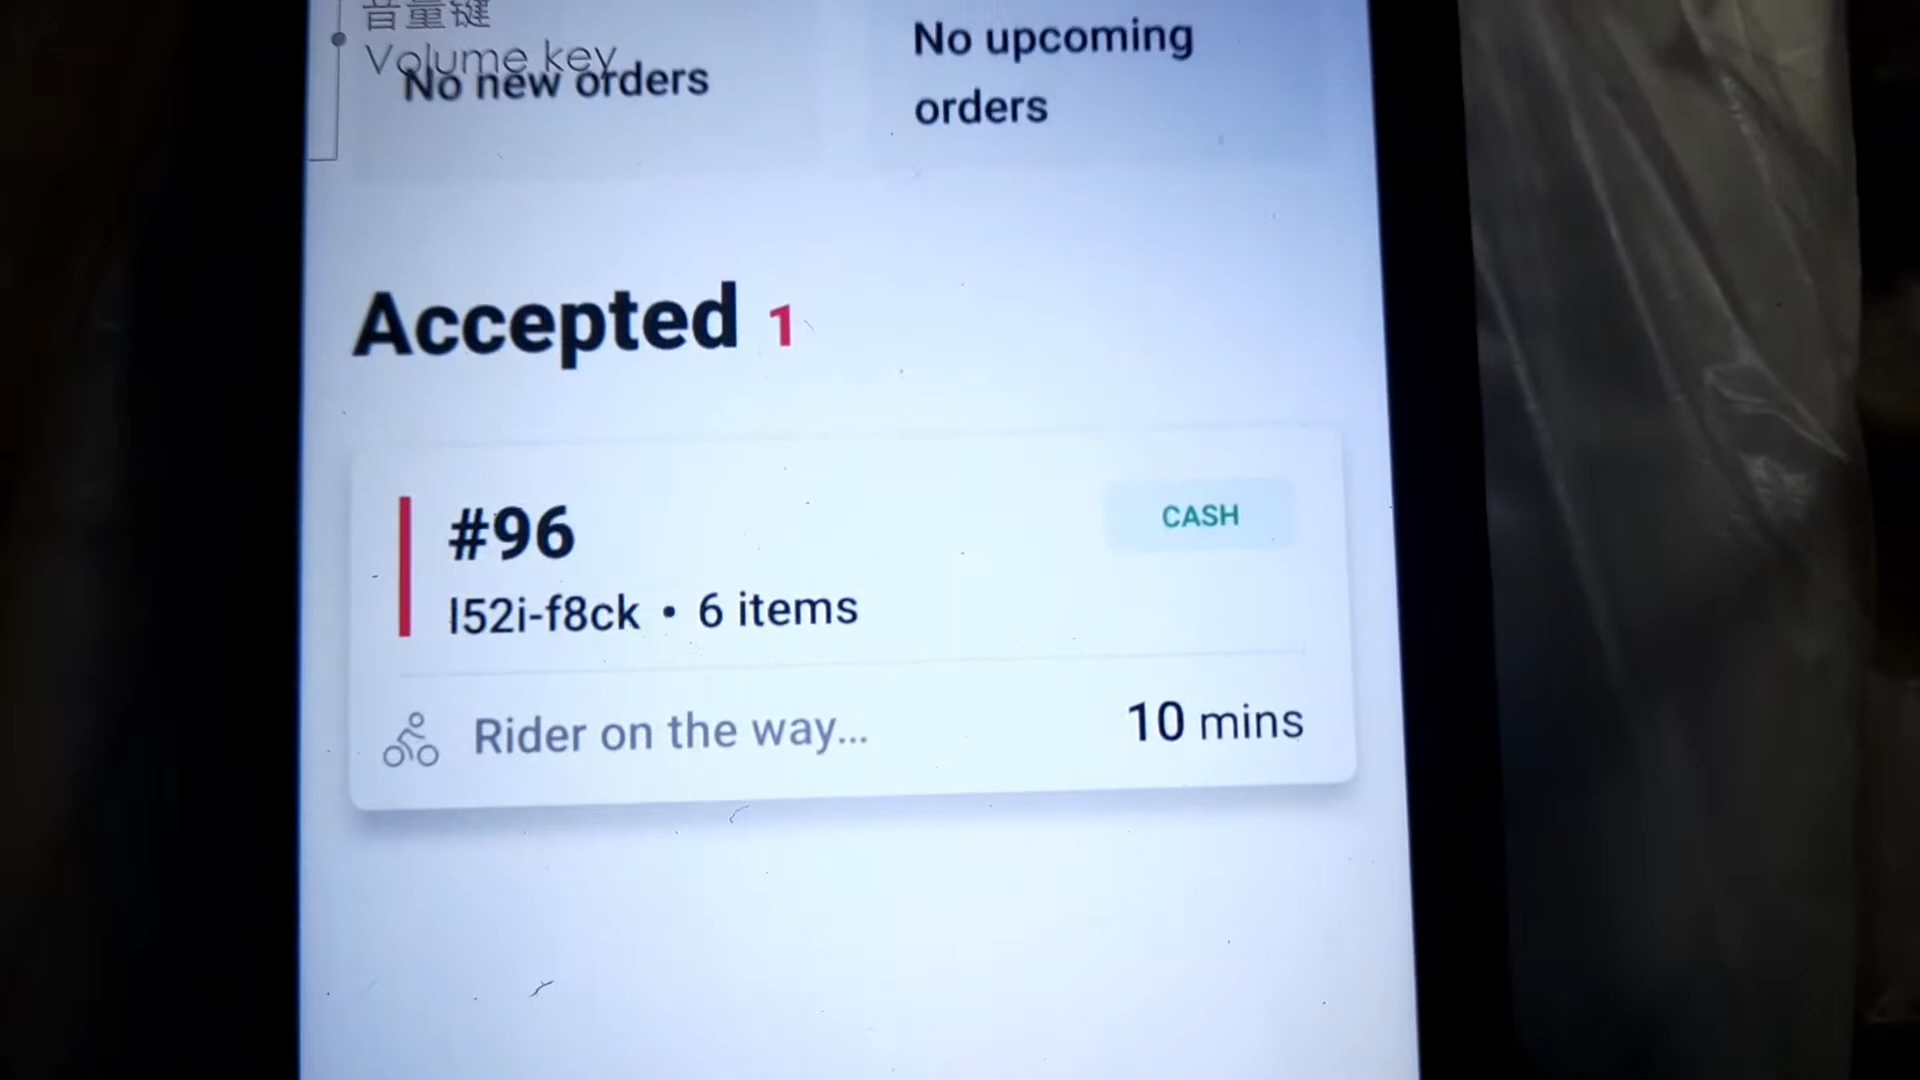 音量键
Volume key
No new orders
No upcoming
orders
Accepted 1
#96
CASH
l52i-f8ck • 6 items
Rider on the way...
10 mins